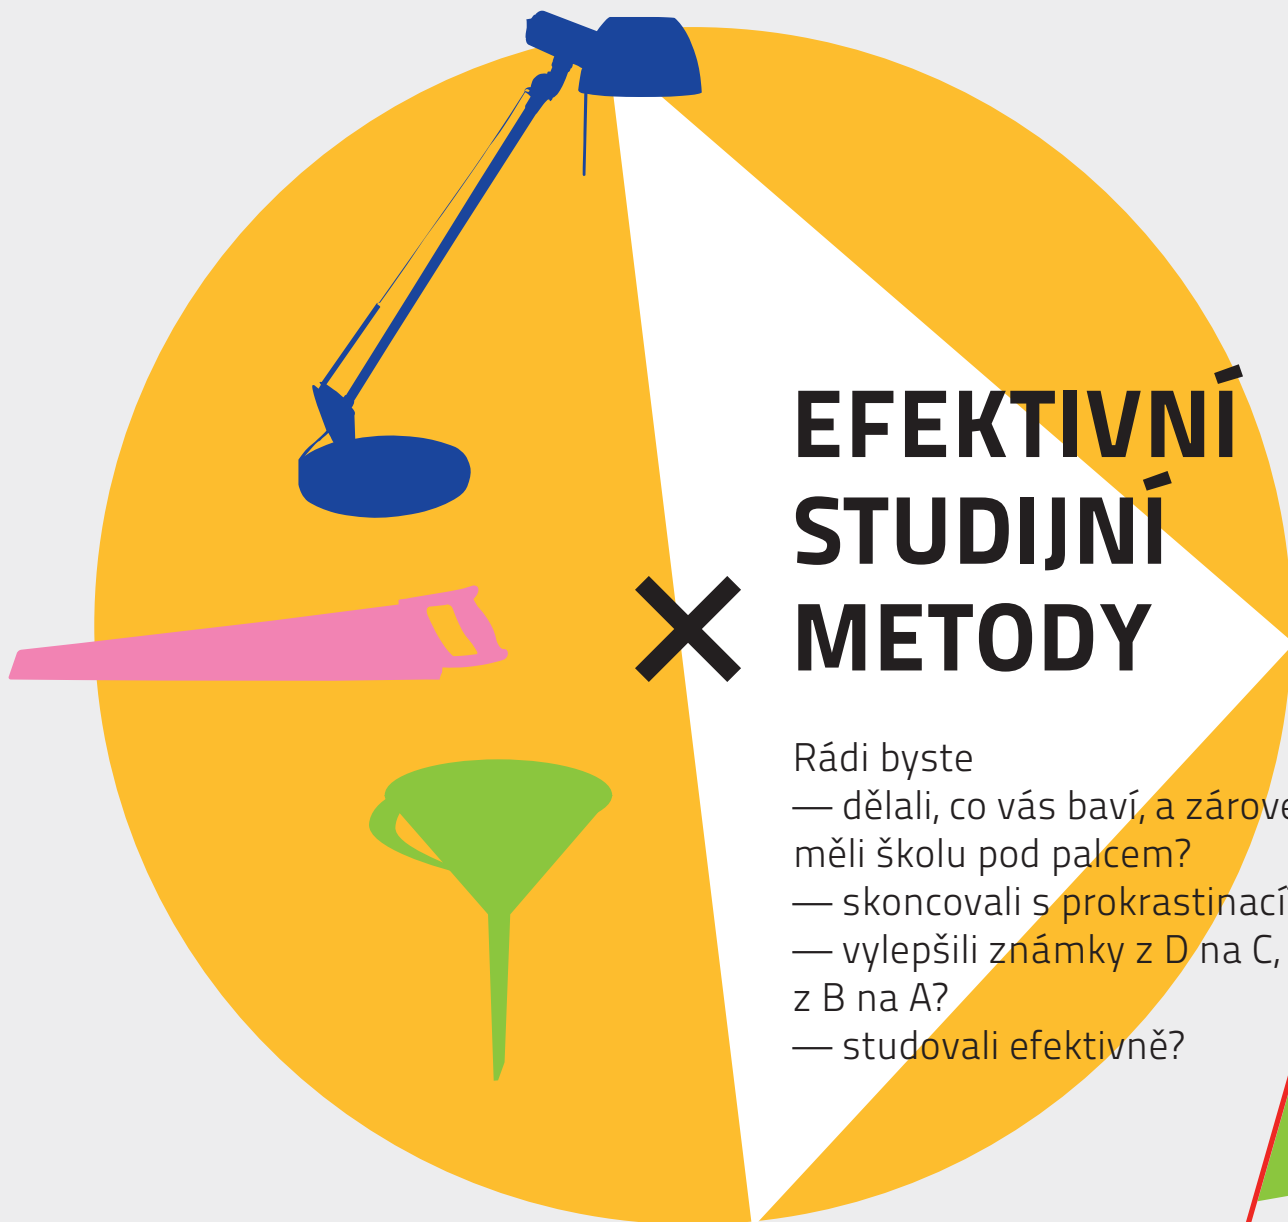 EFEKTIVNÍ
STUDIJNÍ
METODY
Rádi byste
— dělali, co vás baví, a zárove
měli školu pod palcem?
— skoncovali s prokrastinací
— vylepšili známky z D na C,
z B na A?
— studovali efektivně?